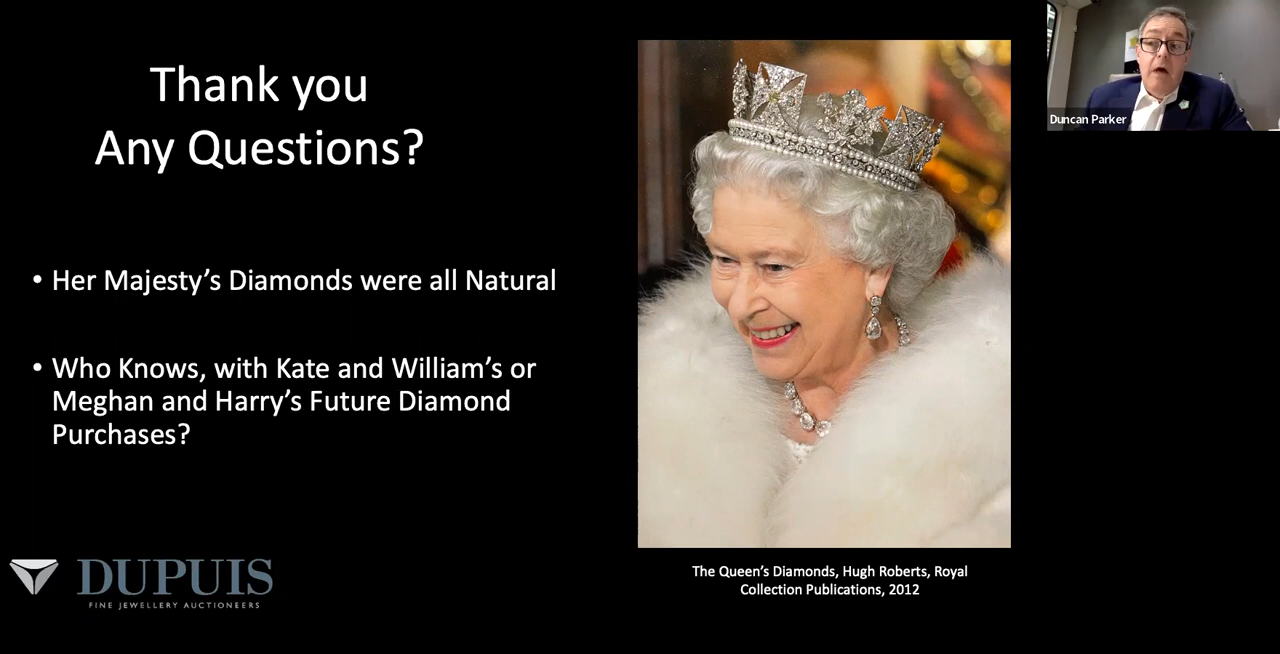 Thank you
Any Questions?
• Her Majesty's Diamonds were all Natural
• Who Knows, with Kate and William's or
Meghan and Harry's Future Diamond
Purchases?
DUPUIS
FINE JEWELLERY AUCTIONEERS
The Queen's Diamonds, Hugh Roberts, Royal
Collection Publications, 2012
Duncan Parker